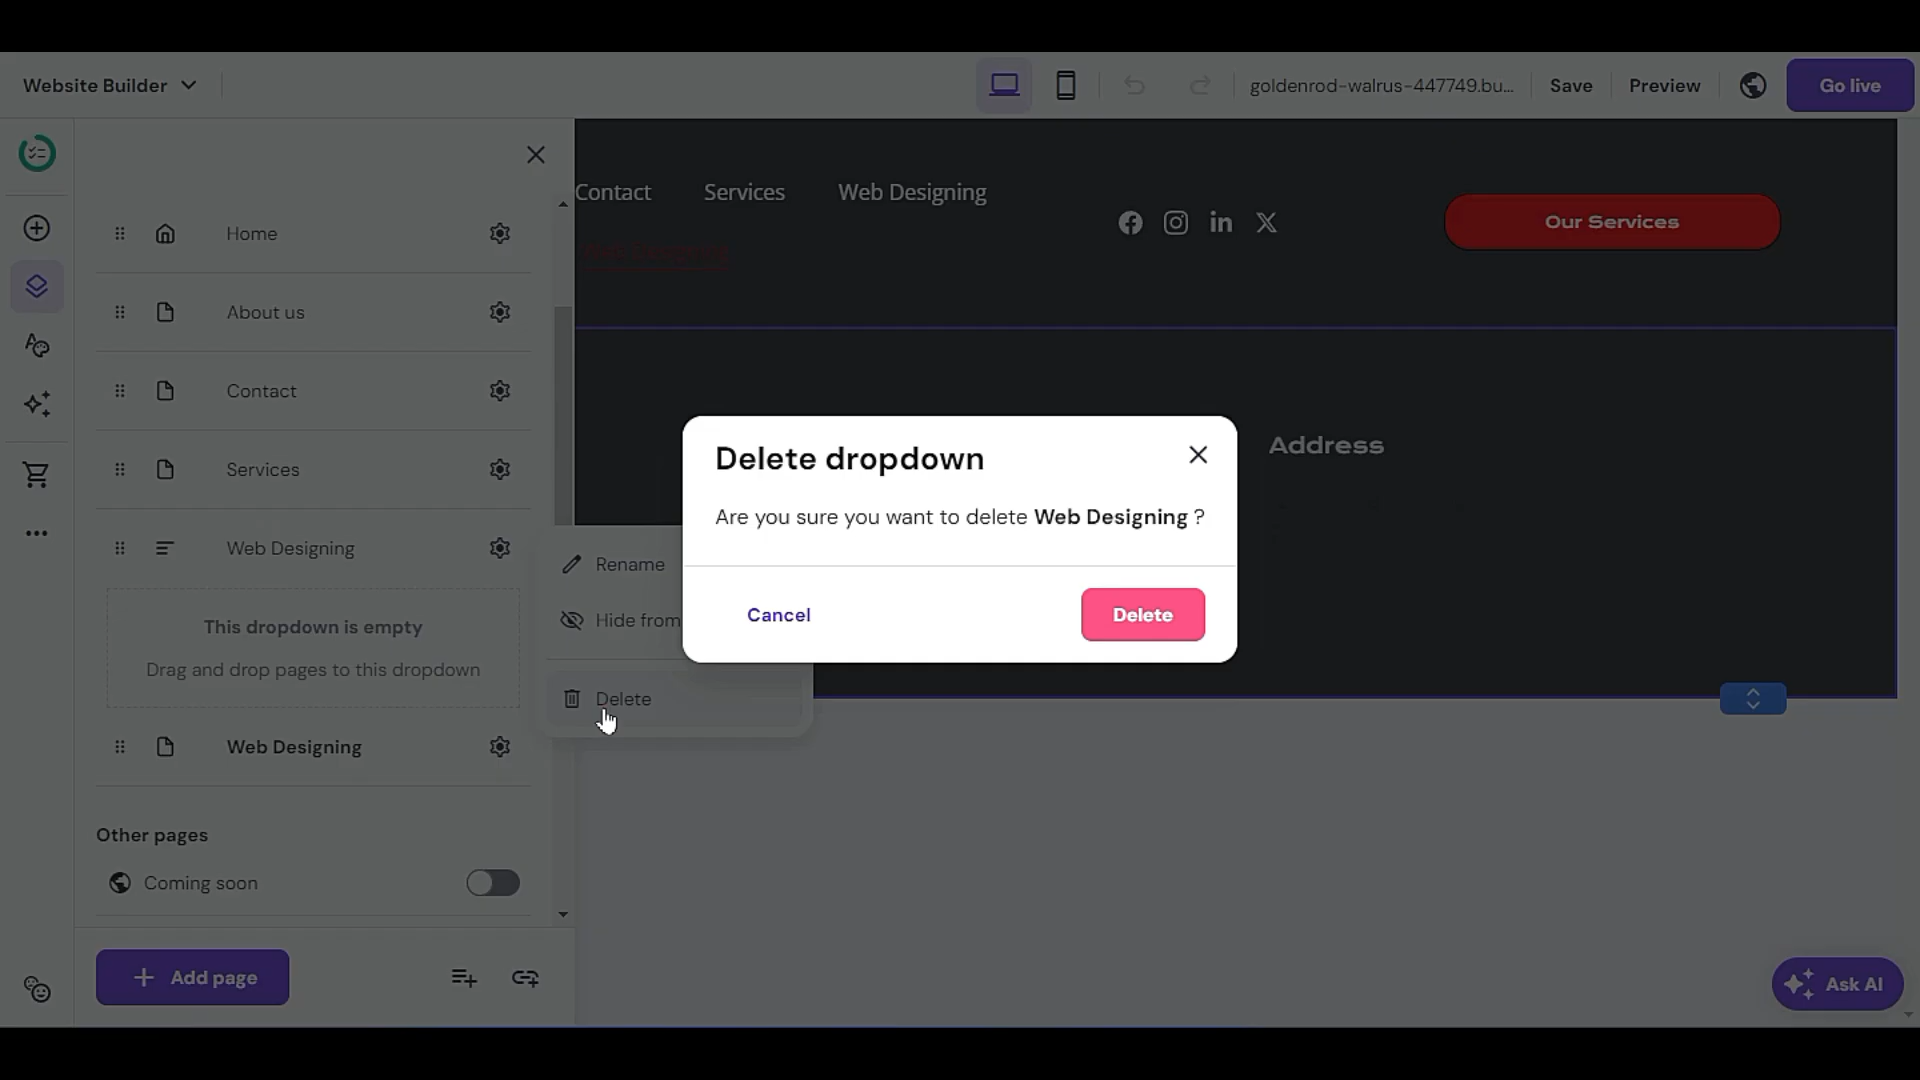 Website Builder
goldenrod-walrus-447749.bu...
Save
Preview
Go live
Home
About us
Contact
Services
Web Designing
This dropdown is empty
Drag and drop pages to this dropdown
Web Designing
Other pages
Coming soon
Add page
Contact
Services
Web Designing
Web Designing
Our Services
Address
Rename
Hide from
Delete
Delete dropdown
Are you sure you want to delete Web Designing ?
Cancel
Delete
Ask AI